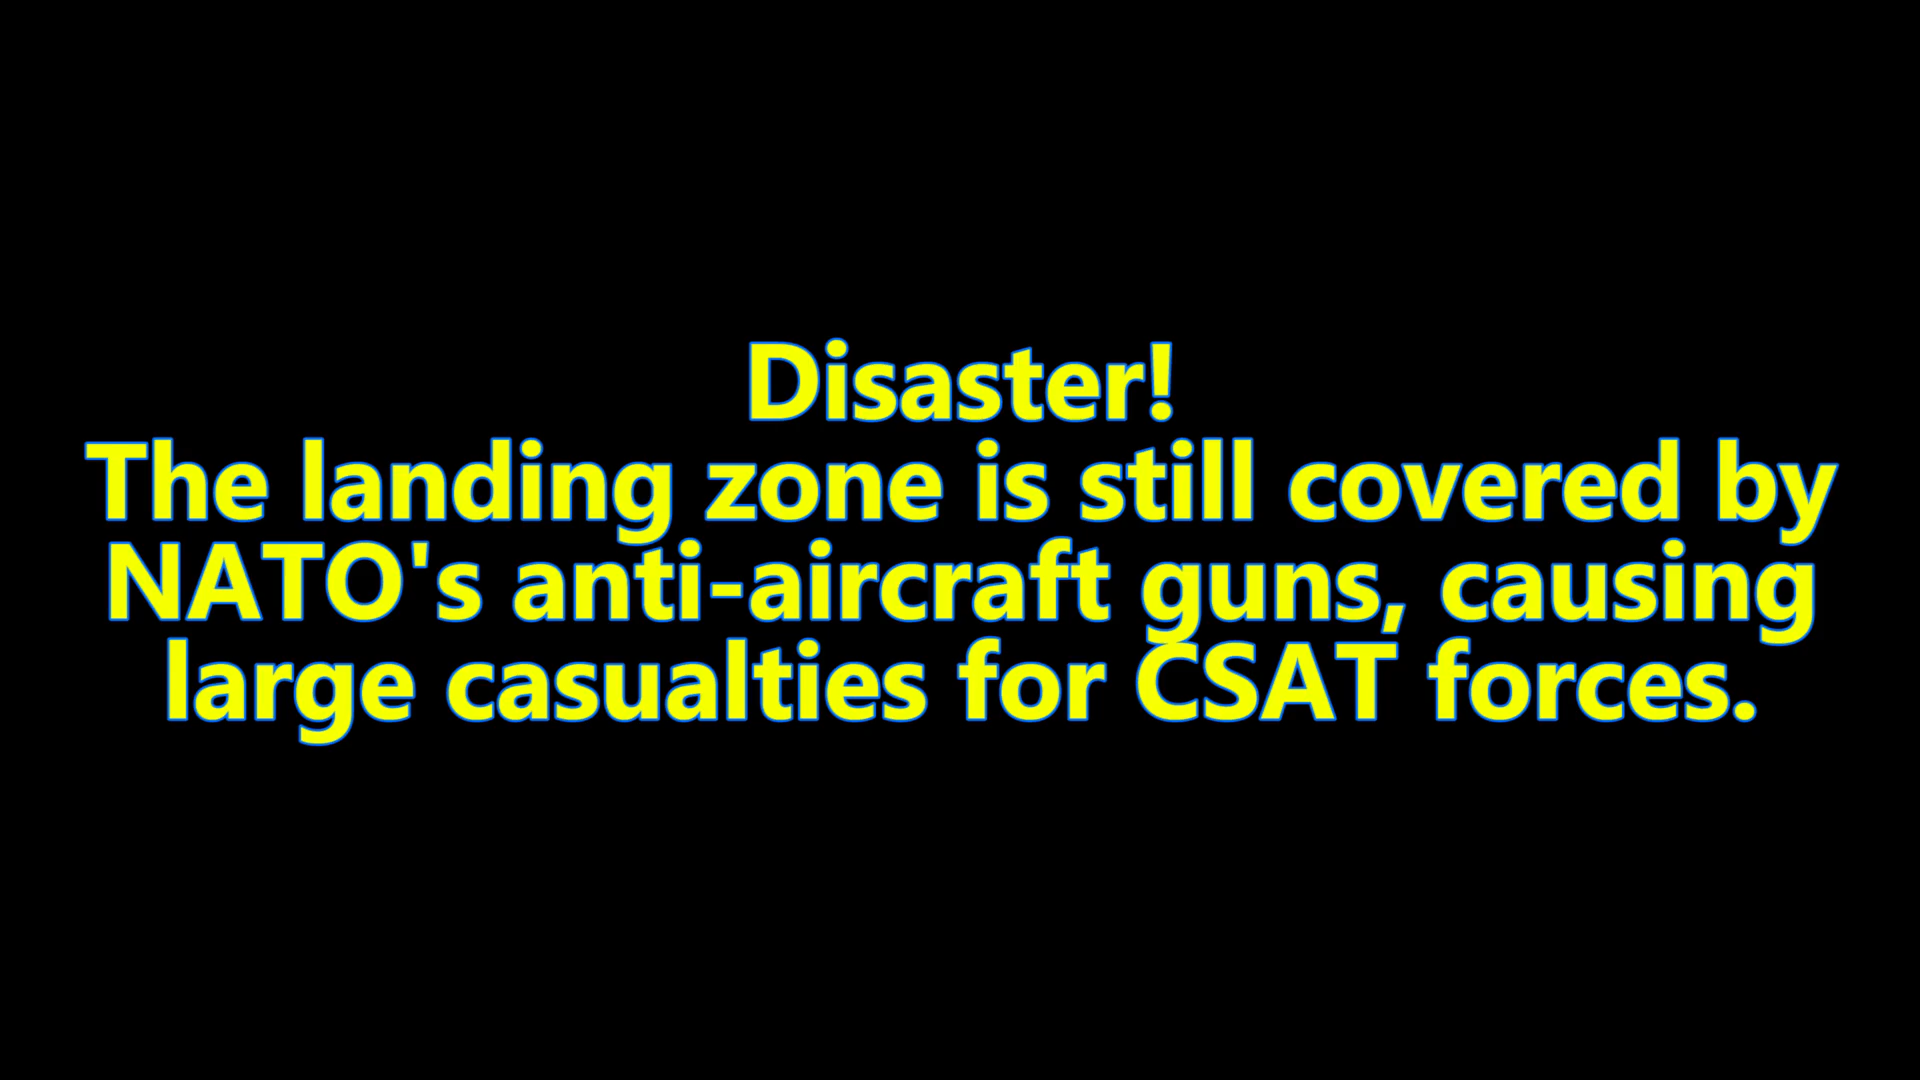 Disaster!
The landing zone is still covered by
NATO's anti-aircraft guns, causing
large casualties for CSAT forces.